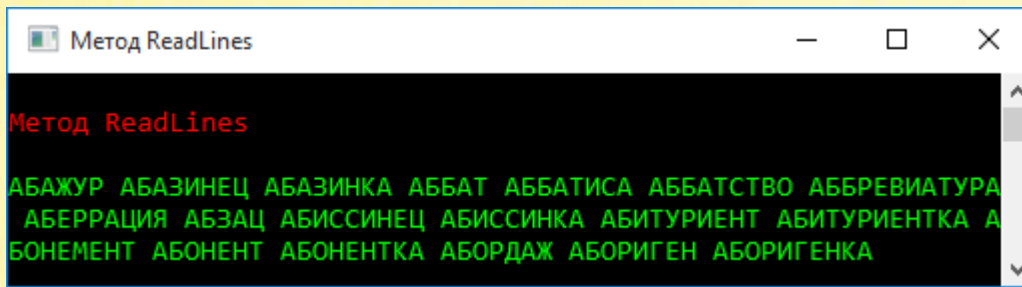 Метод ReadLines
Метод ReadLines
АБАЖУР АБАЗИНЕЦ АБАЗИНКА АББАТ АББАТИСА АББАТСТВО АББРЕВИАТУРА
АБЕРРАЦИЯ АБЗАЦ АБИССИНЕЦ АБИССИНКА АБИТУРИЕНТ АБИТУРИЕНТКА А
БОНЕМЕНТ АБОНЕНТ АБОНЕНТКА АБОРДАЖ АБОРИГЕН АБОРИГЕНКА